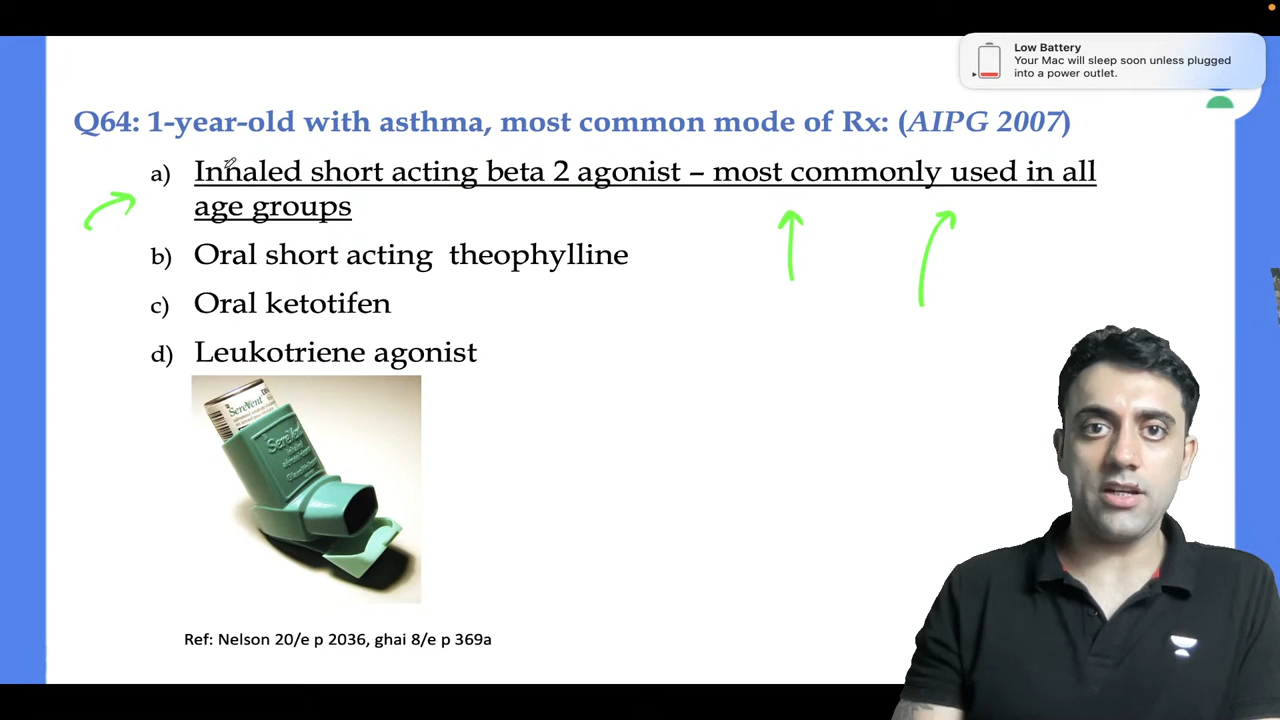 Low Battery
Your Mac will sleep soon unless plugged
into a power outlet.
Q64: 1-year-old with asthma, most common mode of Rx: (AIPG 2007)
a) Inhaled short acting beta 2 agonist – most commonly used in all
age groups
b) Oral short acting theophylline
c) Oral ketotifen
d) Leukotriene agonist
SereVent
SereVent
Ref: Nelson 20/e p 2036, ghai 8/e p 369a